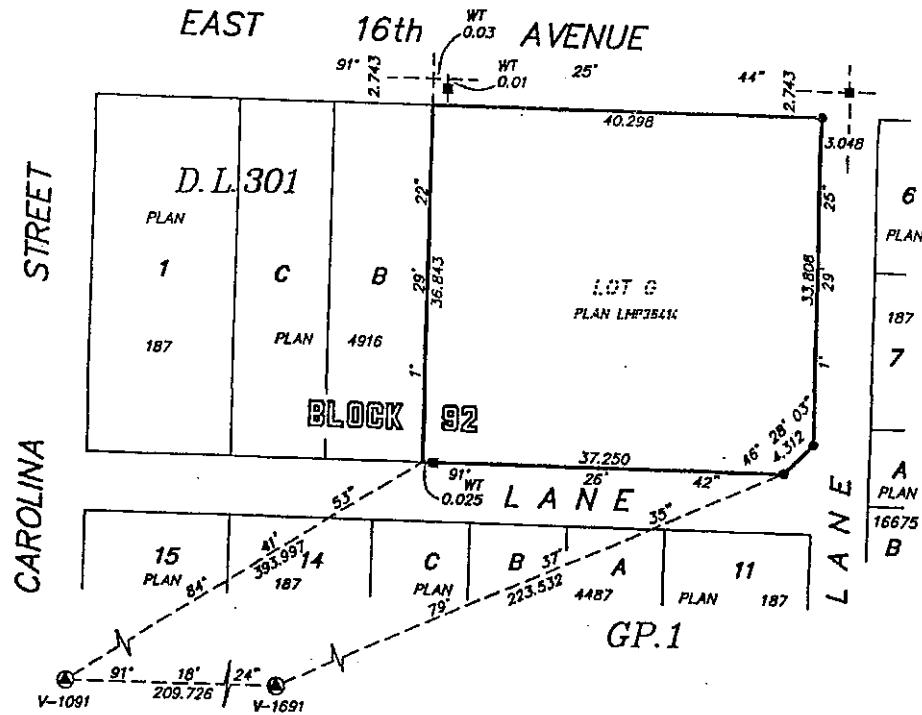 EAST 16th AVENUE
WT
0.03
WT
0.01
91° 25' 44"
2.743
2.743
40.298
3.048
STREET
D.L.301
PLAN
1
187
C
PLAN
B
4916
22"
29'
36.843
1°
LOT G
PLAN LMP35414
25"
29'
33.808
1°
6
PLAN
187
7
BLOCK 92
46° 28' 03"
4.312
37.250
91° 26' 42"
WT
0.025
LANE
LANE
A
PLAN
16675
B
CAROLINA
53"
41'
393.997
84°
35"
37'
223.532
79°
15
PLAN
14
187
C
PLAN
B
A
4487
11
PLAN 187
GP.1
91° 18' 24"
209.726
V-1091
V-1691